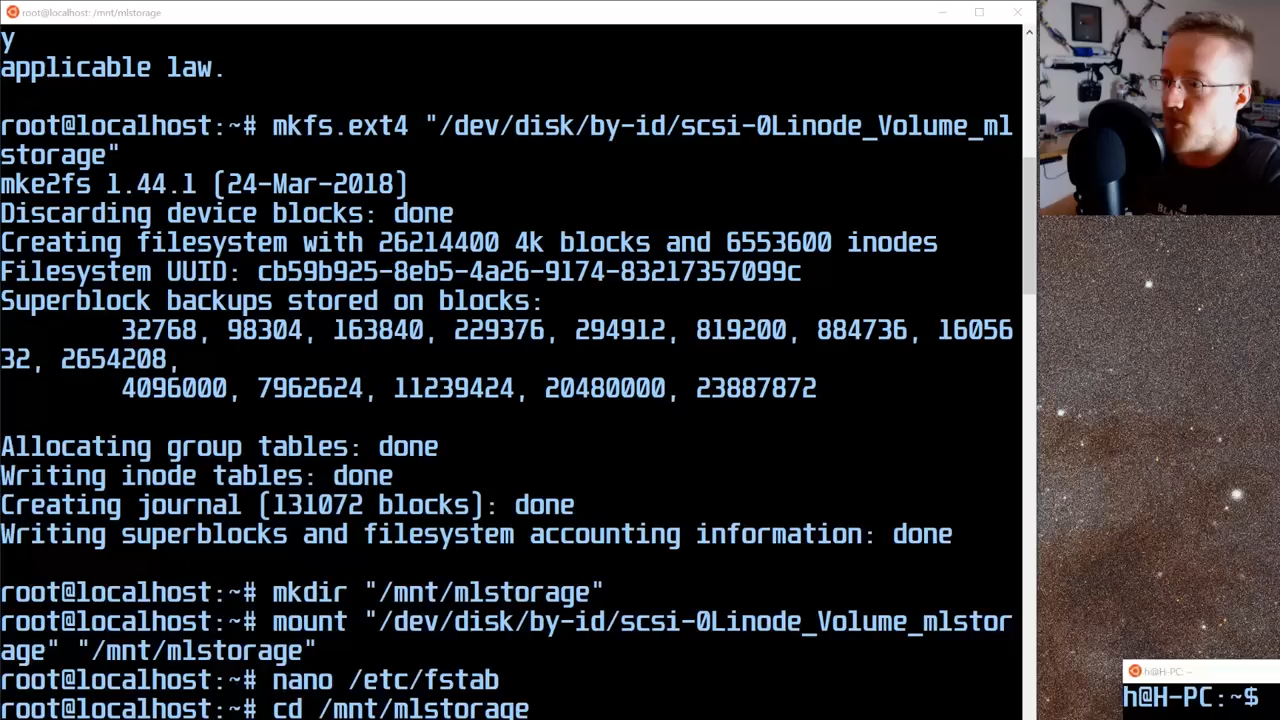 root@localhost: /mnt/mlstorage
y
applicable law.
root@localhost:~# mkfs.ext4 "/dev/disk/by-id/scsi-0Linode_Volume_ml
storage"
mke2fs 1.44.1 (24-Mar-2018)
Discarding device blocks: done
Creating filesystem with 26214400 4k blocks and 6553600 inodes
Filesystem UUID: cb59b925-8eb5-4a26-9174-83217357099c
Superblock backups stored on blocks:
32768, 98304, 163840, 229376, 294912, 819200, 884736, 16056
32, 2654208,
4096000, 7962624, 11239424, 20480000, 23887872
Allocating group tables: done
Writing inode tables: done
Creating journal (131072 blocks): done
Writing superblocks and filesystem accounting information: done
root@localhost:~# mkdir "/mnt/mlstorage"
root@localhost:~# mount "/dev/disk/by-id/scsi-0Linode_Volume_mlstor
age" "/mnt/mlstorage"
root@localhost:~# nano /etc/fstab
root@localhost:~# cd /mnt/mlstorage
h@H-PC: ~
h@H-PC:~$